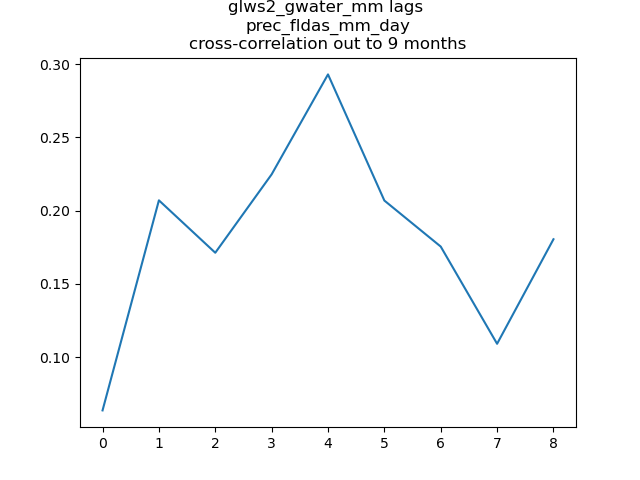 glws2_gwater_mm lags
prec_fldas_mm_day
cross-correlation out to 9 months
0.30
0.25
0.20
0.15
0.10
0 1 2 3 4 5 6 7 8